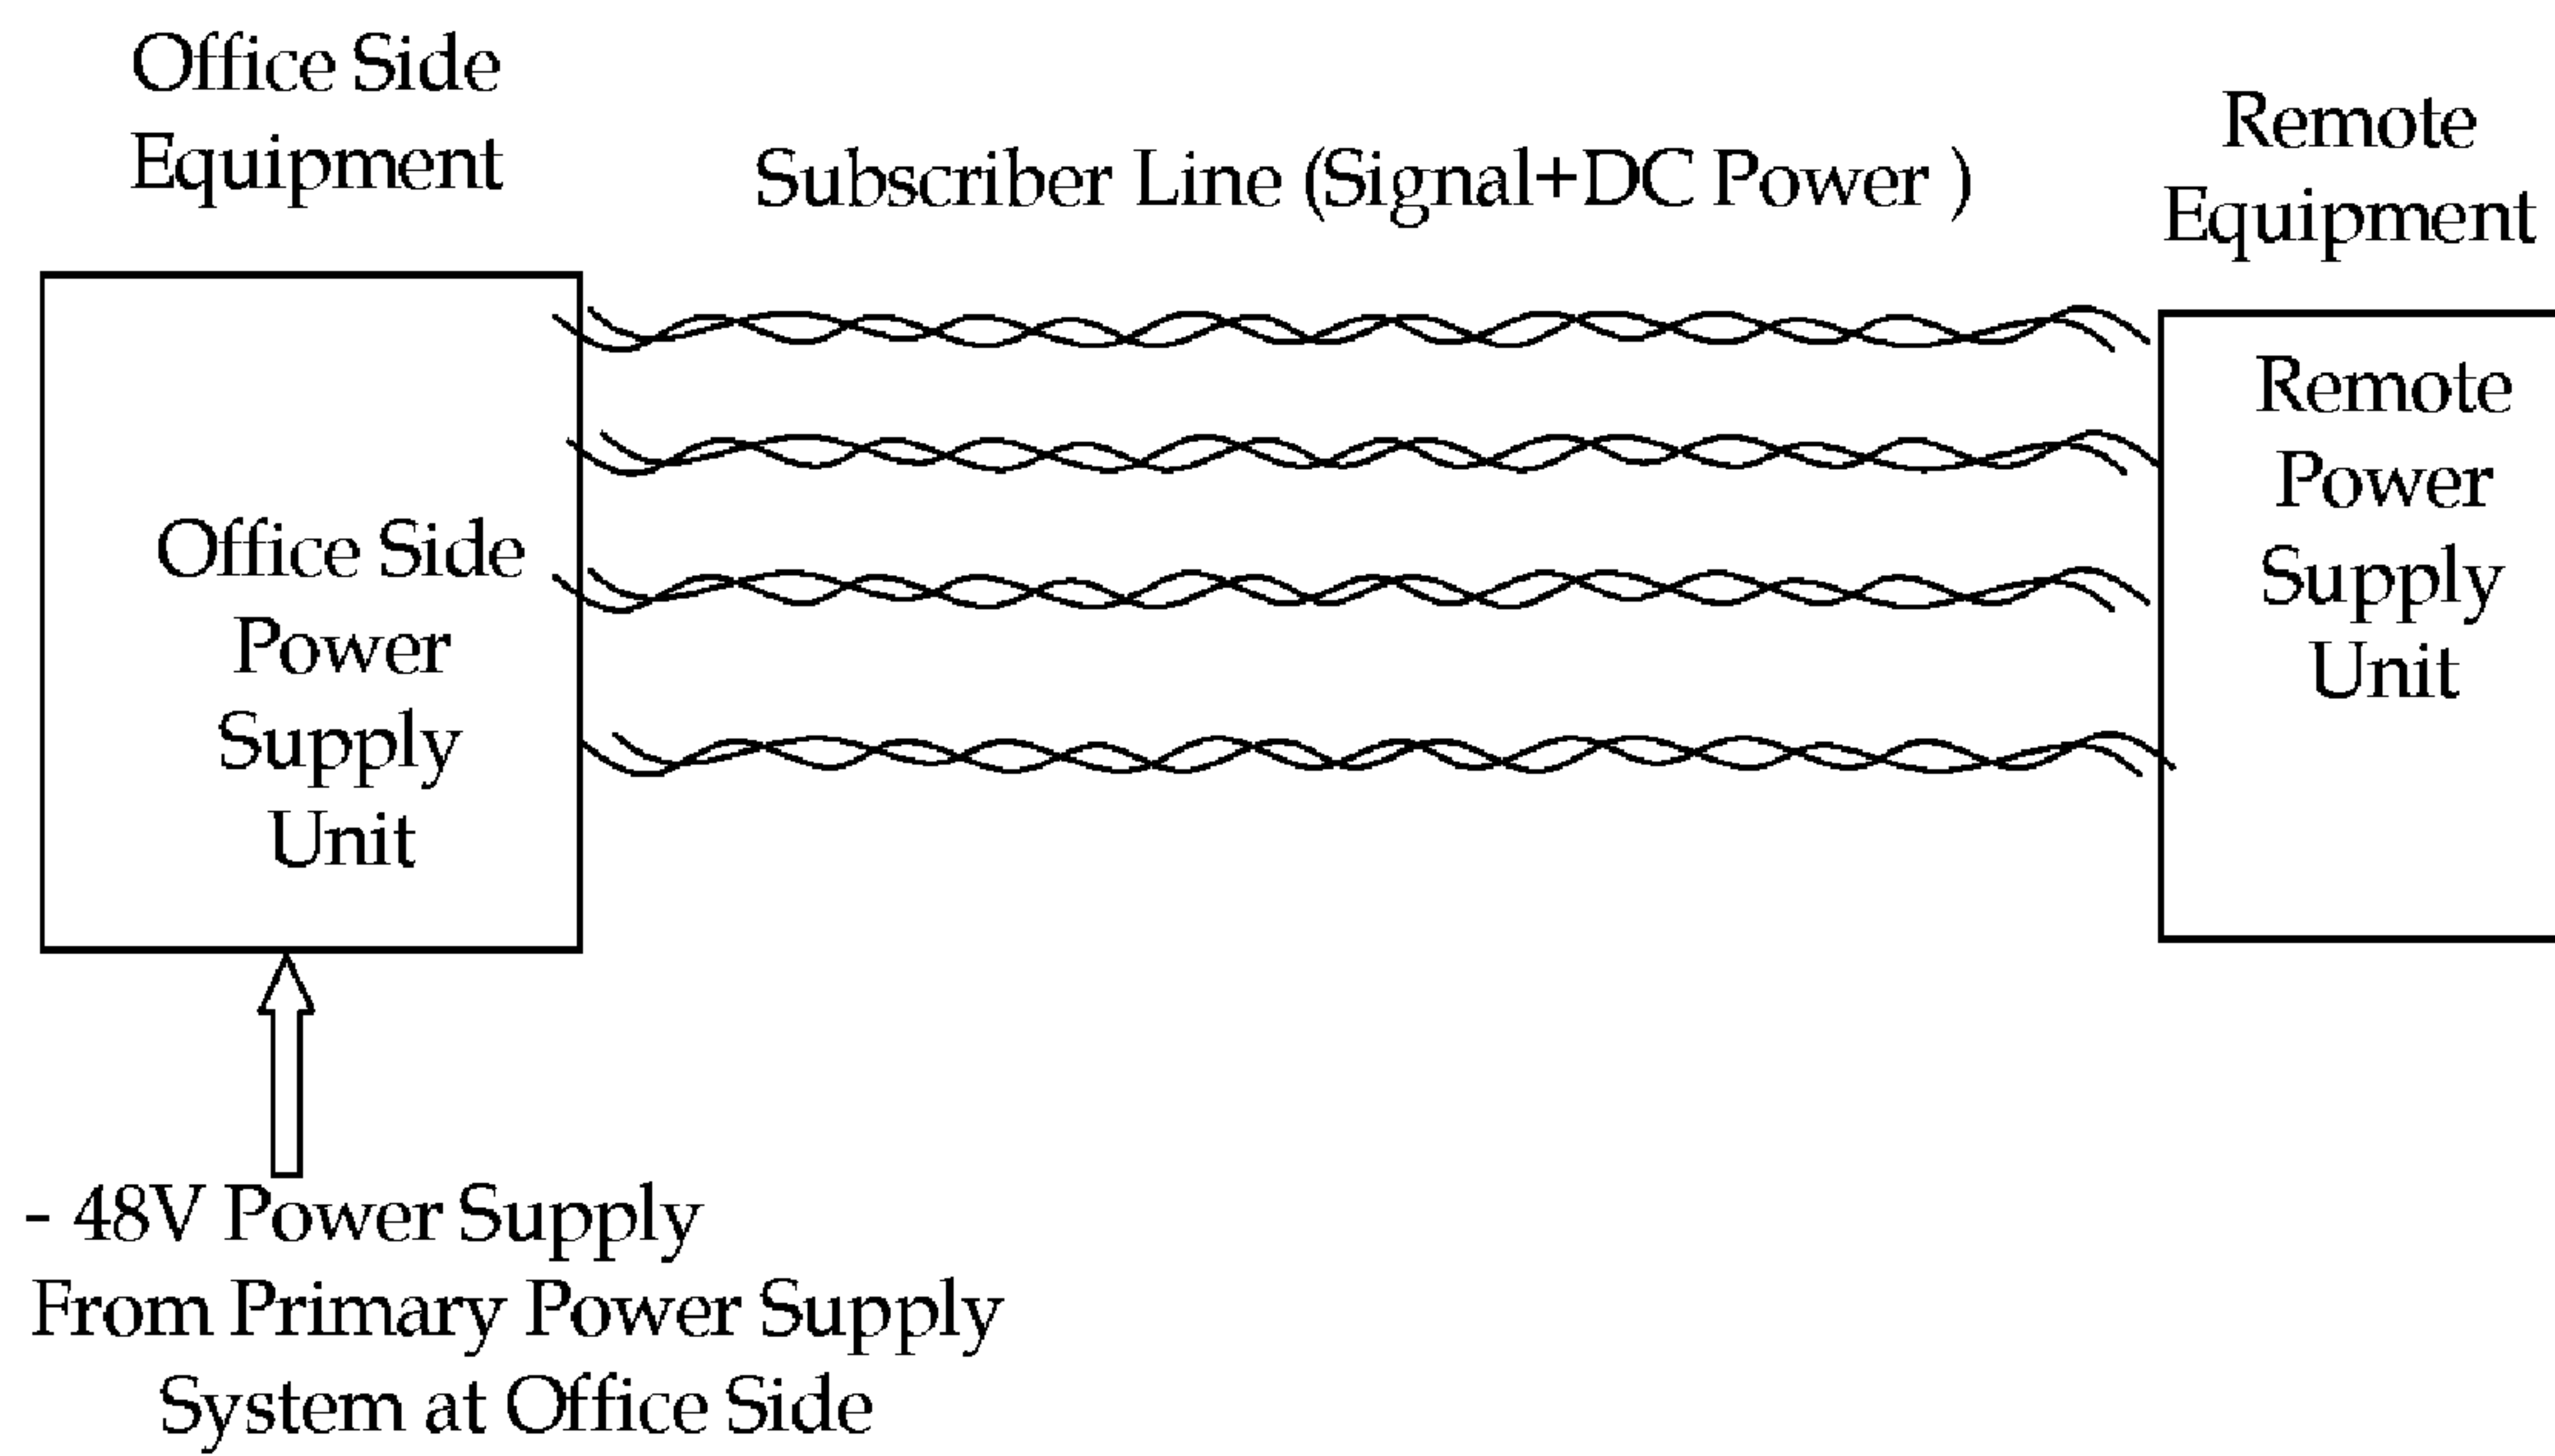 Office Side
Equipment
Subscriber Line (Signal+DC Power )
Remote
Equipment
Office Side
Power
Supply
Unit
Remote
Power
Supply
Unit
- 48V Power Supply
From Primary Power Supply
System at Office Side